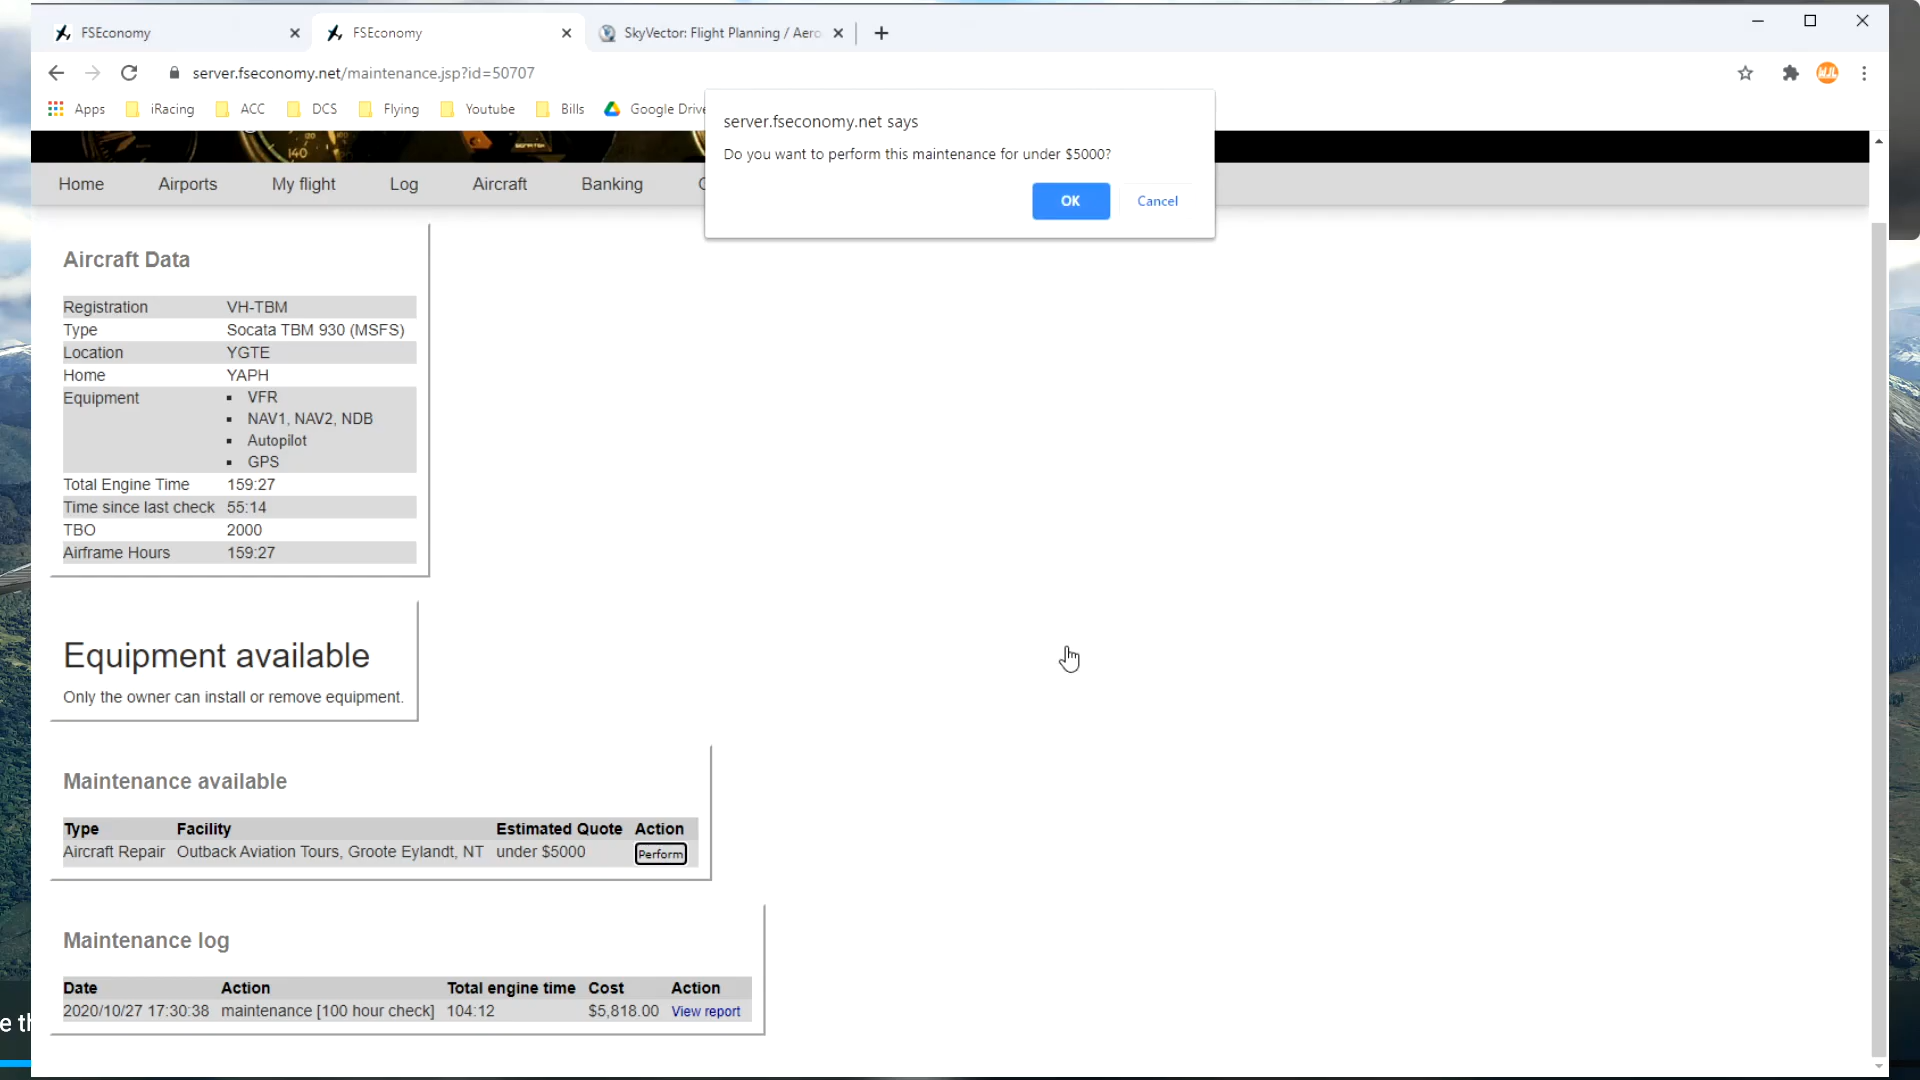 FSEconomy
FSEconomy
SkyVector: Flight Planning / Aero
server.fseconomy.net/maintenance.jsp?id=50707
Apps iRacing ACC DCS Flying Youtube Bills Google Drive
server.fseconomy.net says
Do you want to perform this maintenance for under $5000?
OK Cancel
140
Home Airports My flight Log Aircraft Banking
Aircraft Data
Registration VH-TBM
Type Socata TBM 930 (MSFS)
Location YGTE
Home YAPH
Equipment ▪ VFR
▪ NAV1, NAV2, NDB
▪ Autopilot
▪ GPS
Total Engine Time 159:27
Time since last check 55:14
TBO 2000
Airframe Hours 159:27
Equipment available
Only the owner can install or remove equipment.
Maintenance available
Type Facility Estimated Quote Action
Aircraft Repair Outback Aviation Tours, Groote Eylandt, NT under $5000 Perform
Maintenance log
Date Action Total engine time Cost Action
2020/10/27 17:30:38 maintenance [100 hour check] 104:12 $5,818.00 View report